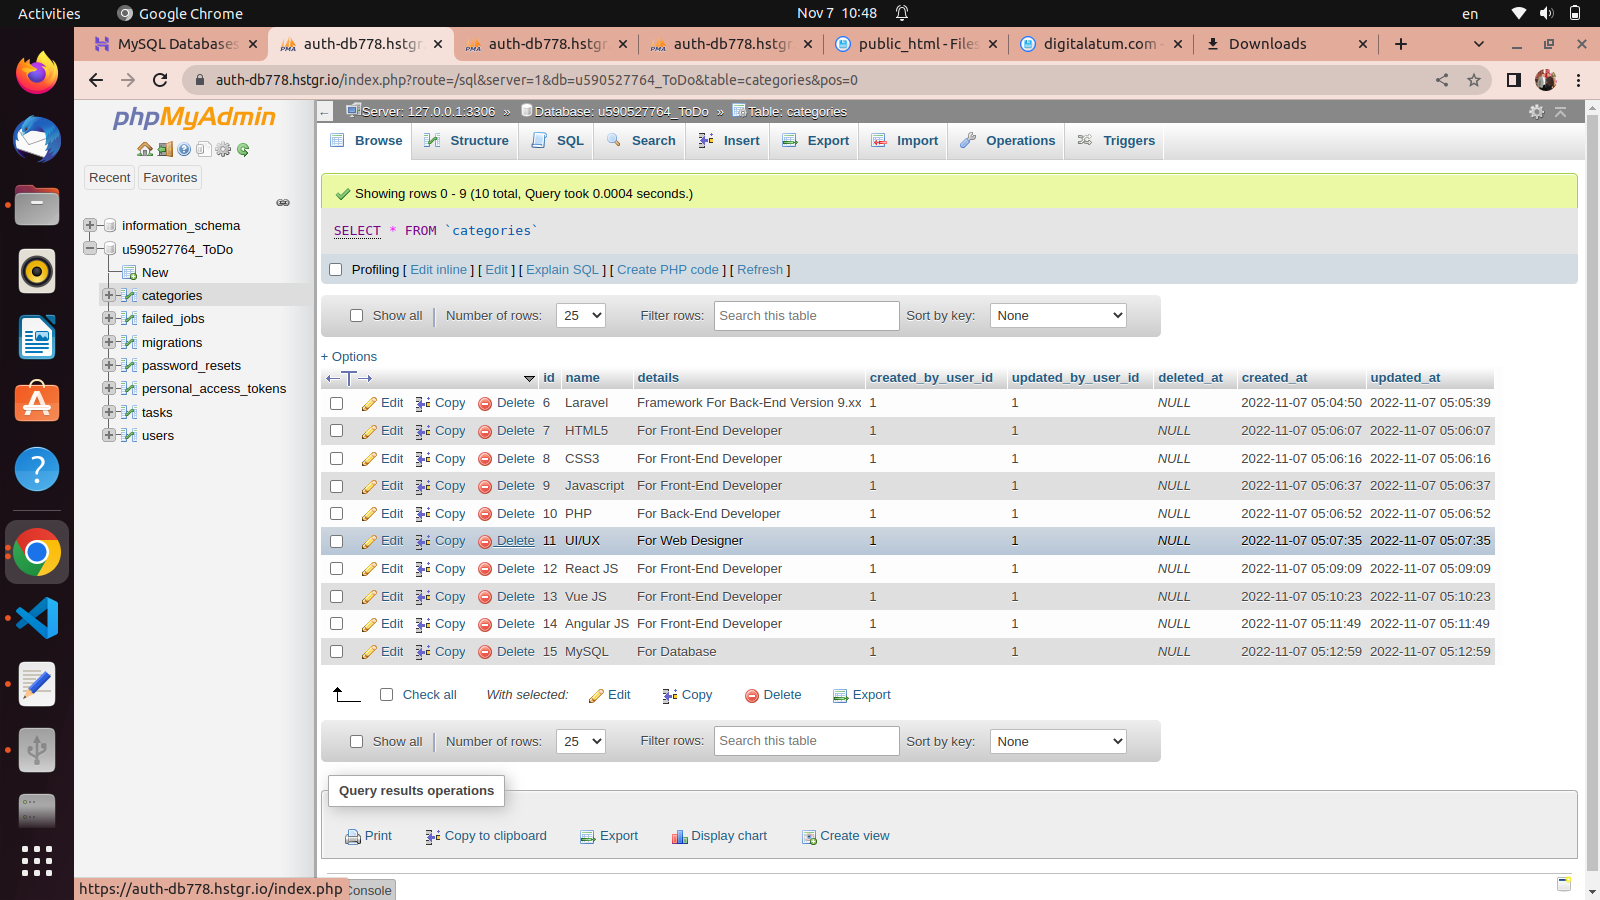 Activities Google Chrome Nov 7 10:48 en
MySQL Databases auth-db778.hstgr auth-db778.hstgr auth-db778.hstgr public_html - Files digitalatum.com - Downloads
auth-db778.hstgr.io/index.php?route=/sql&server=1&db=u590527764_ToDo&table=categories&pos=0
phpMyAdmin
Recent Favorites
information_schema
u590527764_ToDo
New
categories
failed_jobs
migrations
password_resets
personal_access_tokens
tasks
users
Server: 127.0.0.1:3306 » Database: u590527764_ToDo » Table: categories
Browse Structure SQL Search Insert Export Import Operations Triggers
Showing rows 0 - 9 (10 total, Query took 0.0004 seconds.)
SELECT * FROM `categories`
Profiling [ Edit inline ] [ Edit ] [ Explain SQL ] [ Create PHP code ] [ Refresh ]
Show all | Number of rows: 25 Filter rows: Search this table Sort by key: None
+ Options
id name details created_by_user_id updated_by_user_id deleted_at created_at updated_at
Edit Copy Delete 6 Laravel Framework For Back-End Version 9.xx 1 1 NULL 2022-11-07 05:04:50 2022-11-07 05:05:39
Edit Copy Delete 7 HTML5 For Front-End Developer 1 1 NULL 2022-11-07 05:06:07 2022-11-07 05:06:07
Edit Copy Delete 8 CSS3 For Front-End Developer 1 1 NULL 2022-11-07 05:06:16 2022-11-07 05:06:16
Edit Copy Delete 9 Javascript For Front-End Developer 1 1 NULL 2022-11-07 05:06:37 2022-11-07 05:06:37
Edit Copy Delete 10 PHP For Back-End Developer 1 1 NULL 2022-11-07 05:06:52 2022-11-07 05:06:52
Edit Copy Delete 11 UI/UX For Web Designer 1 1 NULL 2022-11-07 05:07:35 2022-11-07 05:07:35
Edit Copy Delete 12 React JS For Front-End Developer 1 1 NULL 2022-11-07 05:09:09 2022-11-07 05:09:09
Edit Copy Delete 13 Vue JS For Front-End Developer 1 1 NULL 2022-11-07 05:10:23 2022-11-07 05:10:23
Edit Copy Delete 14 Angular JS For Front-End Developer 1 1 NULL 2022-11-07 05:11:49 2022-11-07 05:11:49
Edit Copy Delete 15 MySQL For Database 1 1 NULL 2022-11-07 05:12:59 2022-11-07 05:12:59
Check all With selected: Edit Copy Delete Export
Show all | Number of rows: 25 Filter rows: Search this table Sort by key: None
Query results operations
Print Copy to clipboard Export Display chart Create view
https://auth-db778.hstgr.io/index.php Console